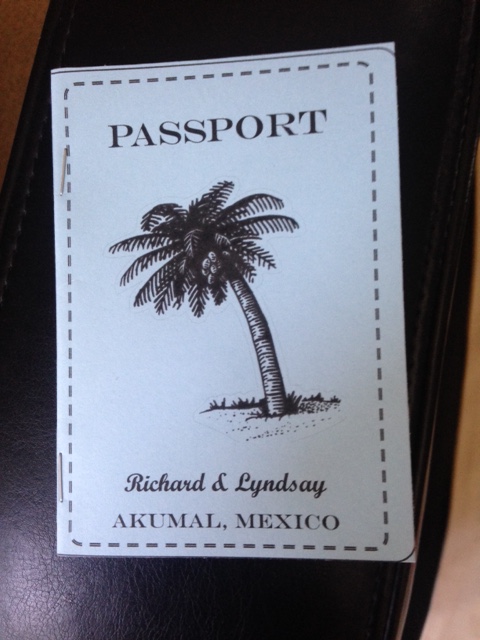 PASSPORT
Richard & Lyndsay
AKUMAL, MEXICO